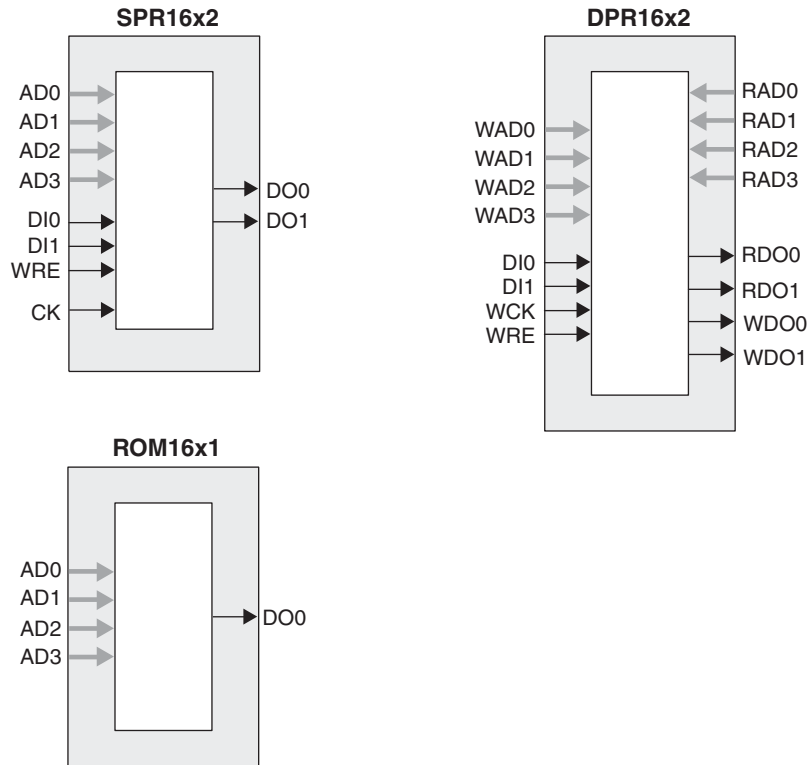 SPR16x2
AD0
AD1
AD2
AD3
DI0
DI1
WRE
CK
DO0
DO1
DPR16x2
WAD0
WAD1
WAD2
WAD3
DI0
DI1
WCK
WRE
RAD0
RAD1
RAD2
RAD3
RDO0
RDO1
WDO0
WDO1
ROM16x1
AD0
AD1
AD2
AD3
DO0